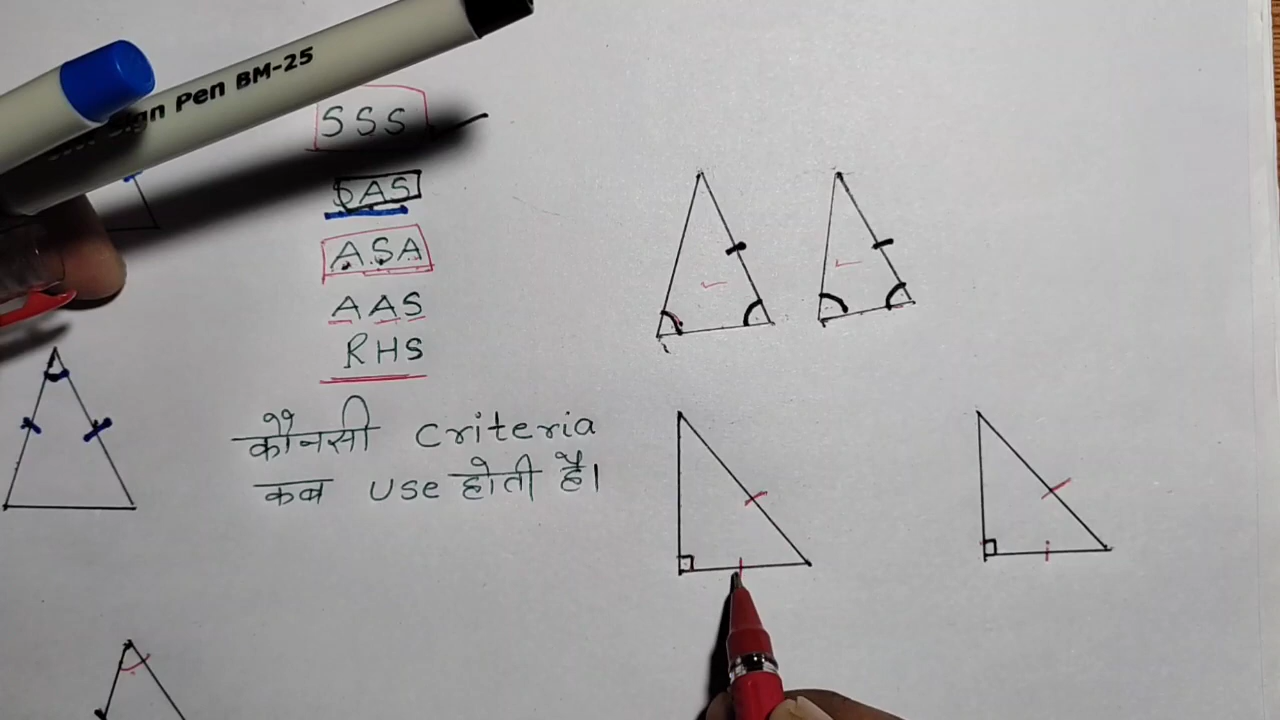 Sign Pen BM-25
SSS
SAS
ASA
AAS
RHS
कौनसी criteria
कब use होती है।